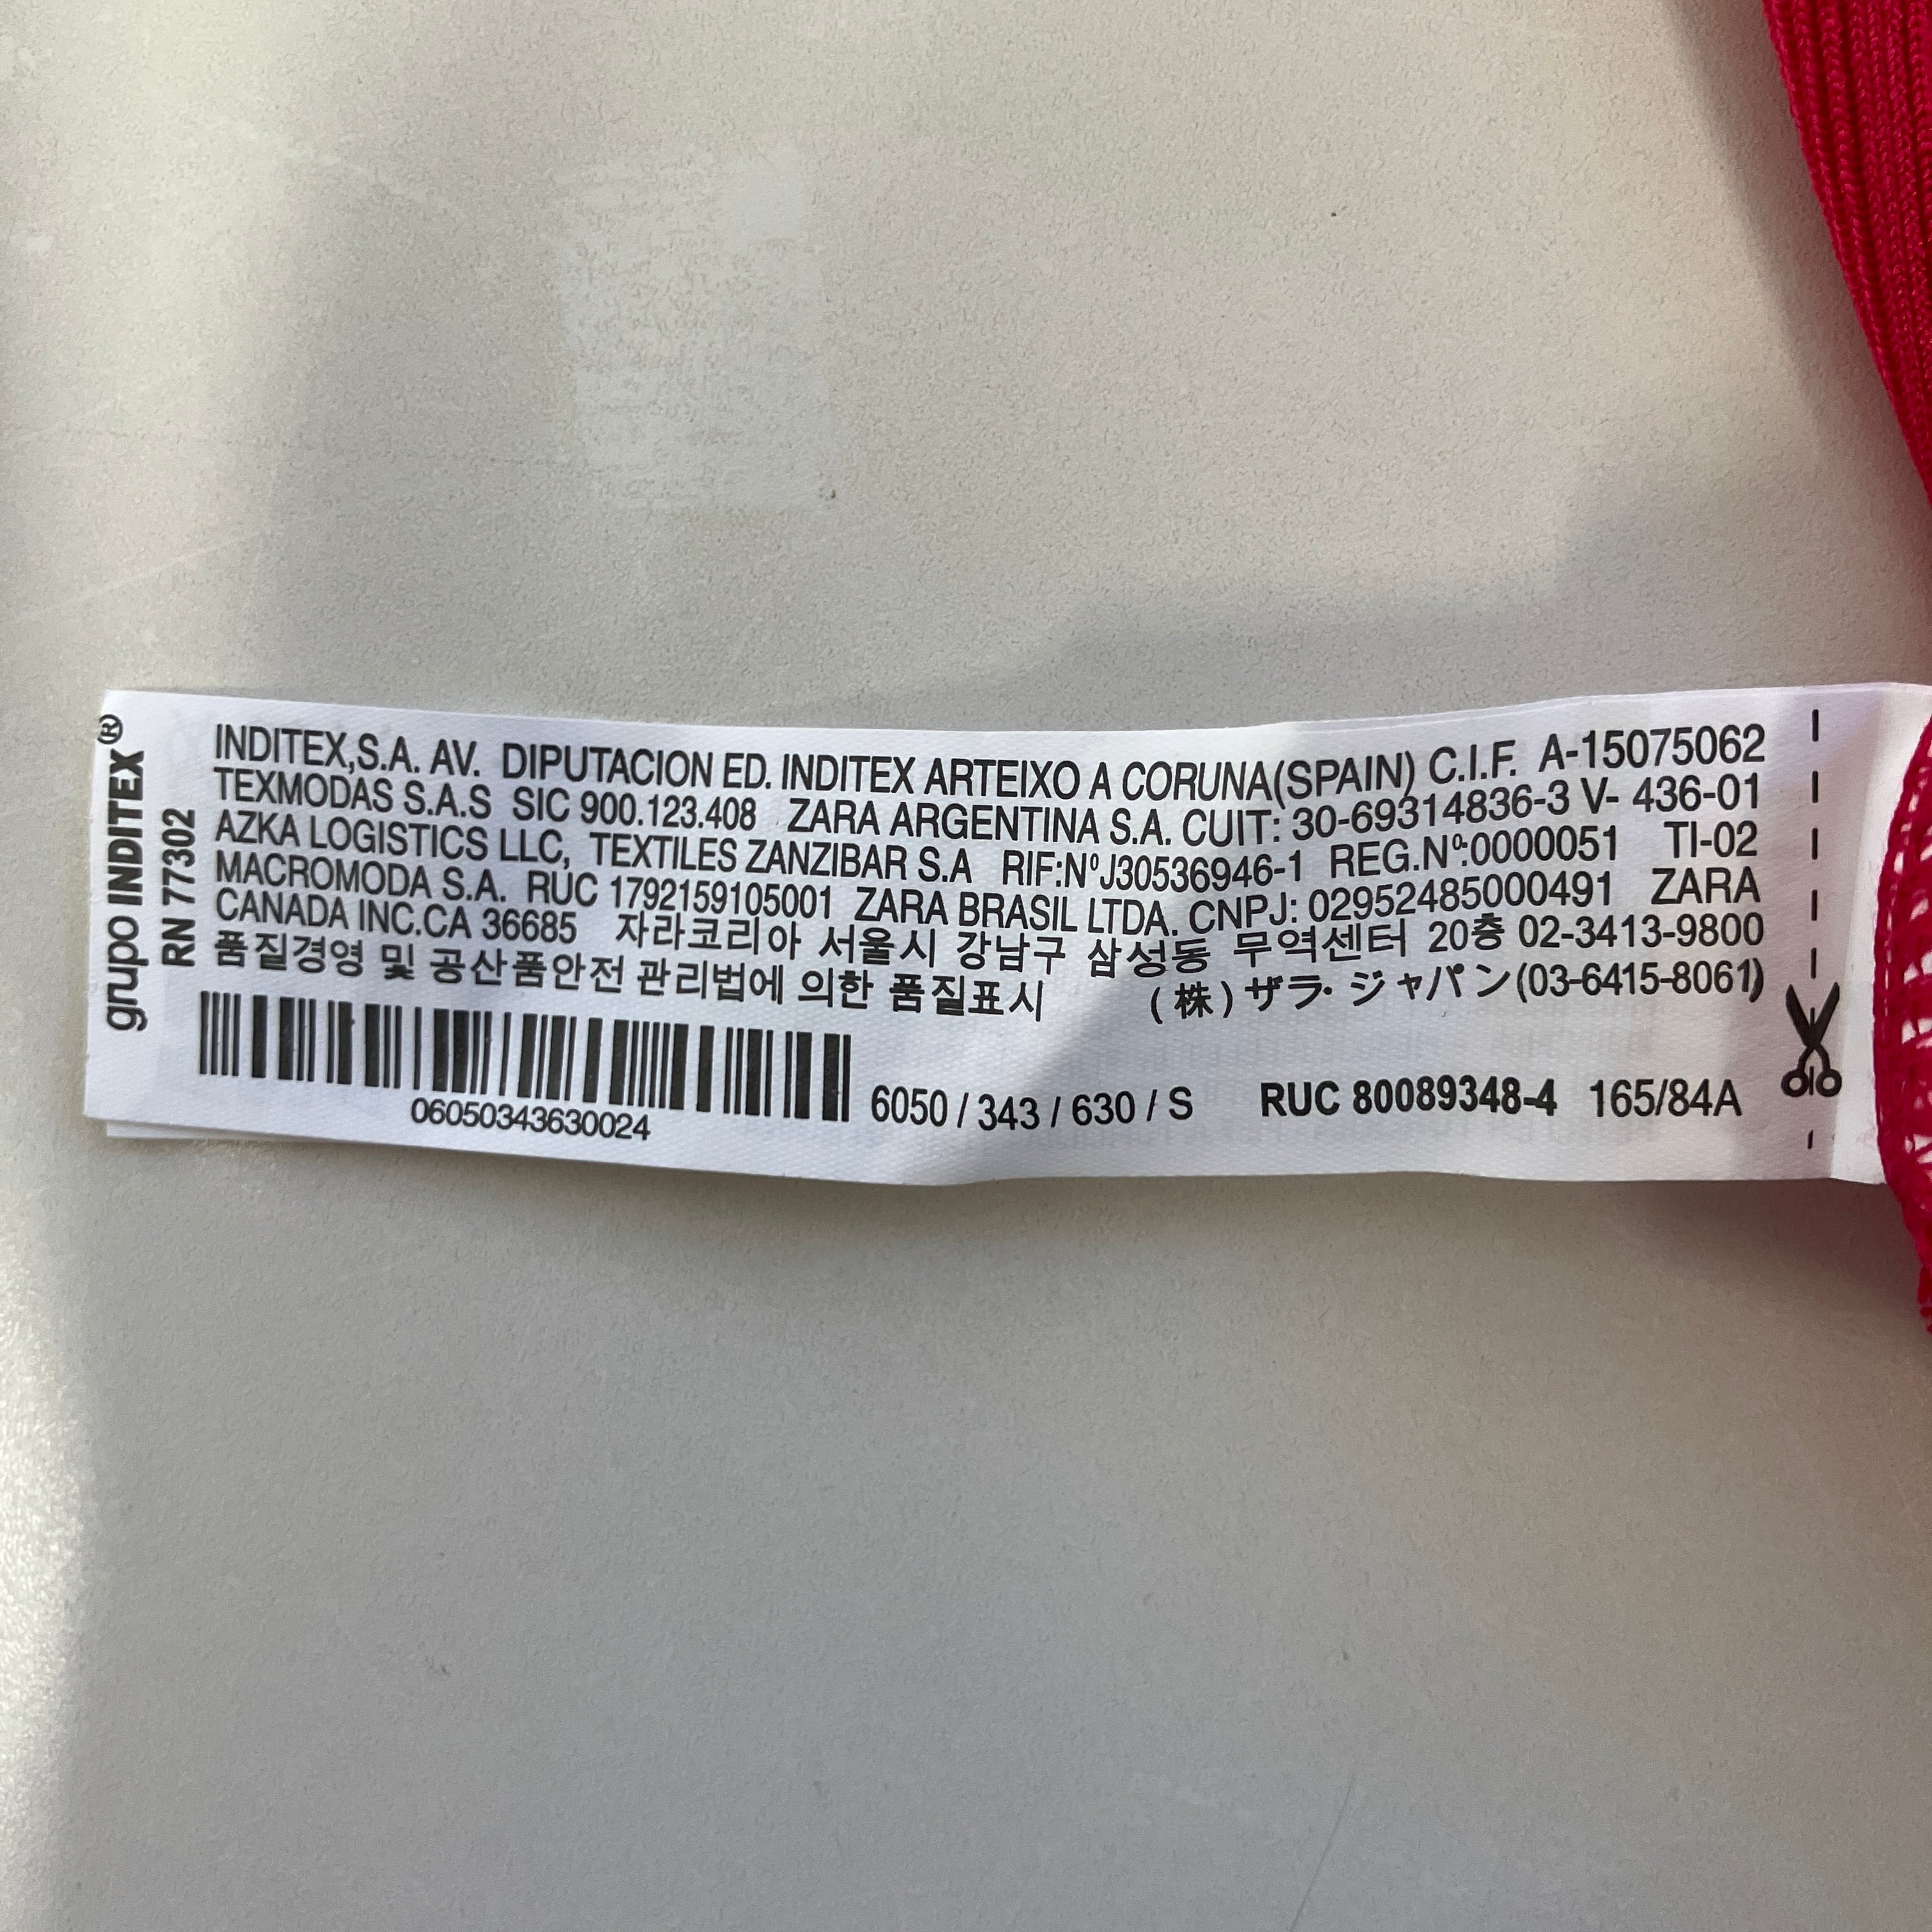 grupo INDITEX®
RN 77302
INDITEX,S.A. AV. DIPUTACION ED. INDITEX ARTEIXO A CORUNA(SPAIN) C.I.F. A-15075062
TEXMODAS S.A.S SIC 900.123.408 ZARA ARGENTINA S.A. CUIT: 30-69314836-3 V- 436-01
AZKA LOGISTICS LLC, TEXTILES ZANZIBAR S.A RIF:NºJ30536946-1 REG.Nº:0000051 TI-02
MACROMODA S.A. RUC 1792159105001 ZARA BRASIL LTDA. CNPJ: 02952485000491 ZARA
CANADA INC.CA 36685 자라코리아 서울시 강남구 삼성동 무역센터 20층 02-3413-9800
품질경영 및 공산품안전 관리법에 의한 품질표시 (株)ザラ・ジャパン(03-6415-8061)
06050343630024
6050 / 343 / 630 / S RUC 80089348-4 165/84A